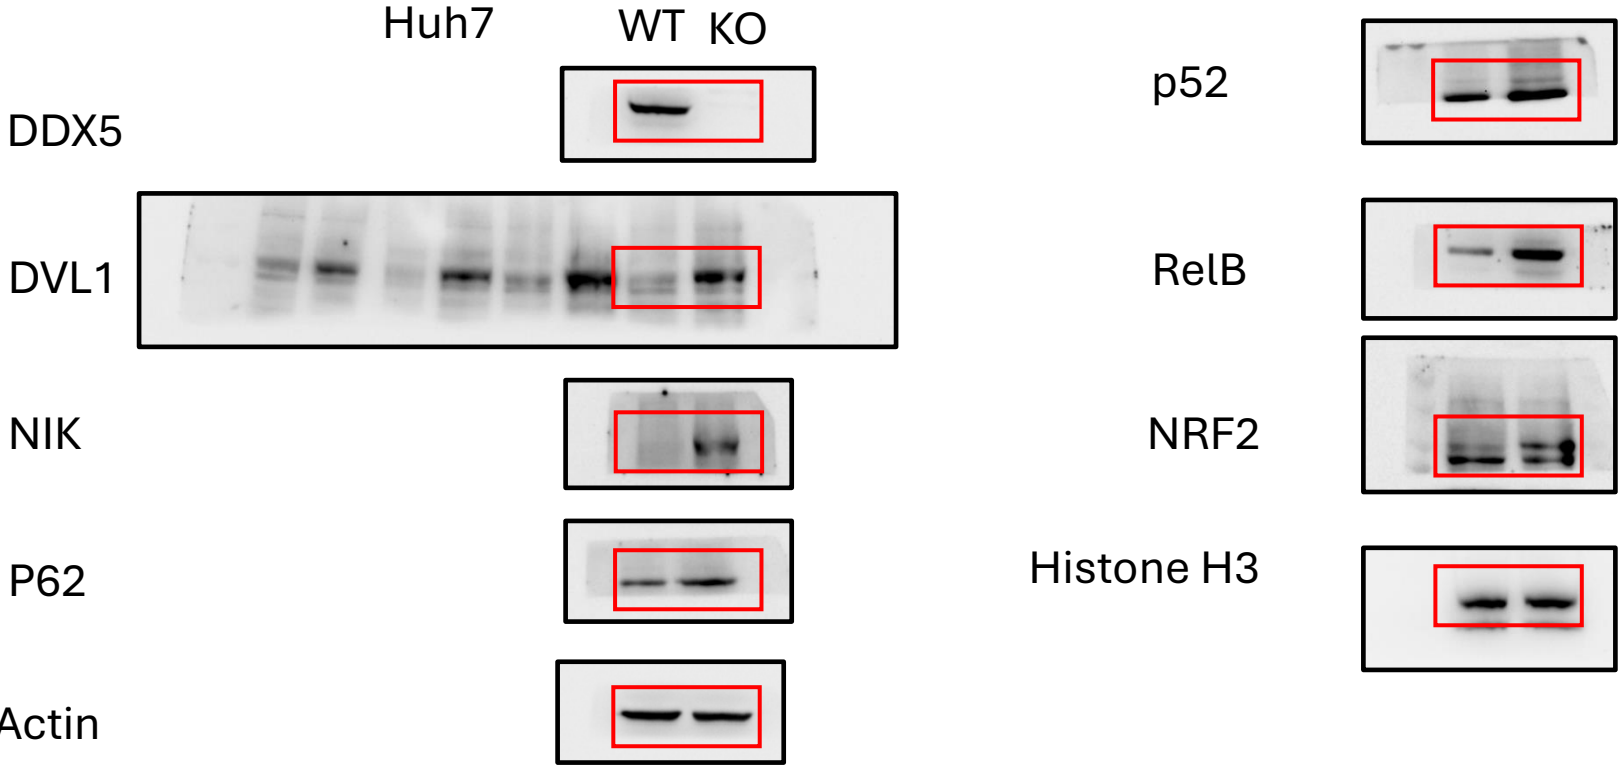 Huh7 WT KO
DDX5
DVL1
NIK
P62
Actin
p52
RelB
NRF2
Histone H3